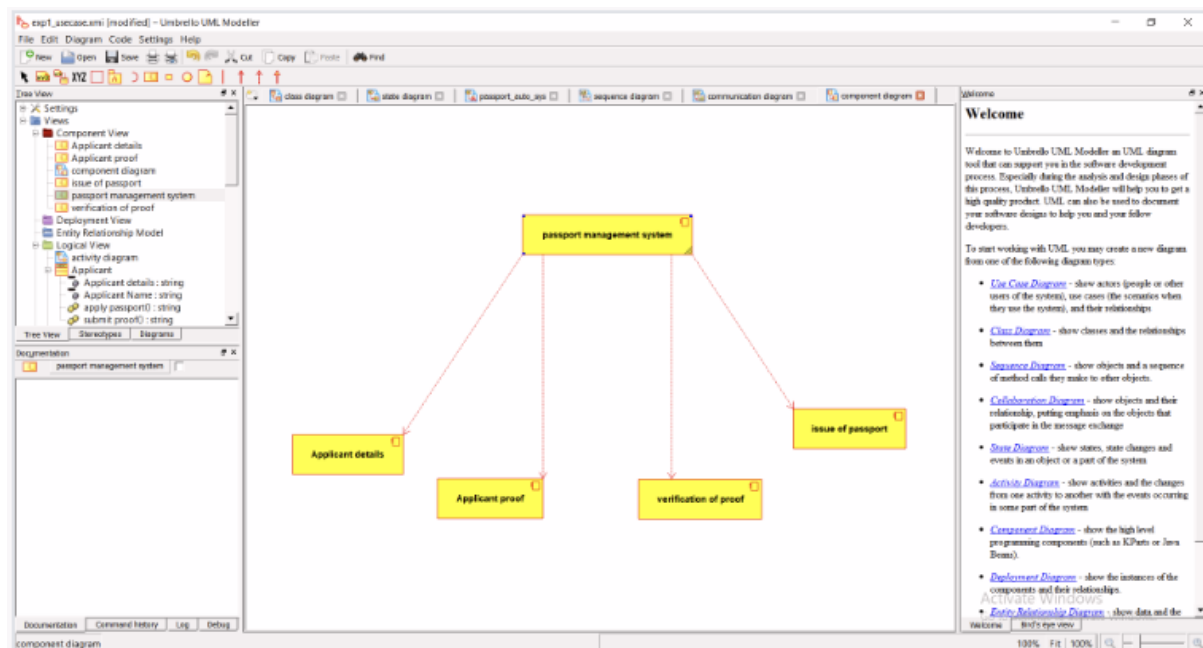 exp1_usecase.xmi [modified] – Umbrello UML Modeller
File Edit Diagram Code Settings Help
New Open Save Cut Copy Paste Find
XYZ
Tree View
class diagram state diagram passport_auto_sys sequence diagram communication diagram component diagram
Settings
Views
Component View
Applicant details
Applicant proof
component diagram
issue of passport
passport management system
verification of proof
Deployment View
Entity Relationship Model
Logical View
activity diagram
Applicant
Applicant details : string
Applicant Name : string
apply passport() : string
submit proof() : string
Tree View Stereotypes Diagrams
Documentation
passport management system
Documentation Command history Log Debug
component diagram
passport management system
Applicant details
Applicant proof
verification of proof
issue of passport
Welcome
Welcome
Welcome to Umbrello UML Modeller an UML diagram
tool that can support you in the software development
process. Especially during the analysis and design phases of
this process, Umbrello UML Modeller will help you to get a
high quality product. UML can also be used to document
your software designs to help you and your fellow
developers.
To start working with UML you may create a new diagram
from one of the following diagram types:
Use Case Diagram - show actors (people or other
users of the system), use cases (the scenarios when
they use the system), and their relationships
Class Diagram - show classes and the relationships
between them
Sequence Diagram - show objects and a sequence
of method calls they make to other objects.
Collaboration Diagram - show objects and their
relationship, putting emphasis on the objects that
participate in the message exchange
State Diagram - show states, state changes and
events in an object or a part of the system
Activity Diagram - show activities and the changes
from one activity to another with the events occurring
in some part of the system
Component Diagram - show the high level
programming components (such as KParts or Java
Beans).
Deployment Diagram - show the instances of the
components and their relationships.
Activate Windows
Entity Relationship Diagram - show data and the
Welcome Bird's eye view
100% Fit 100%